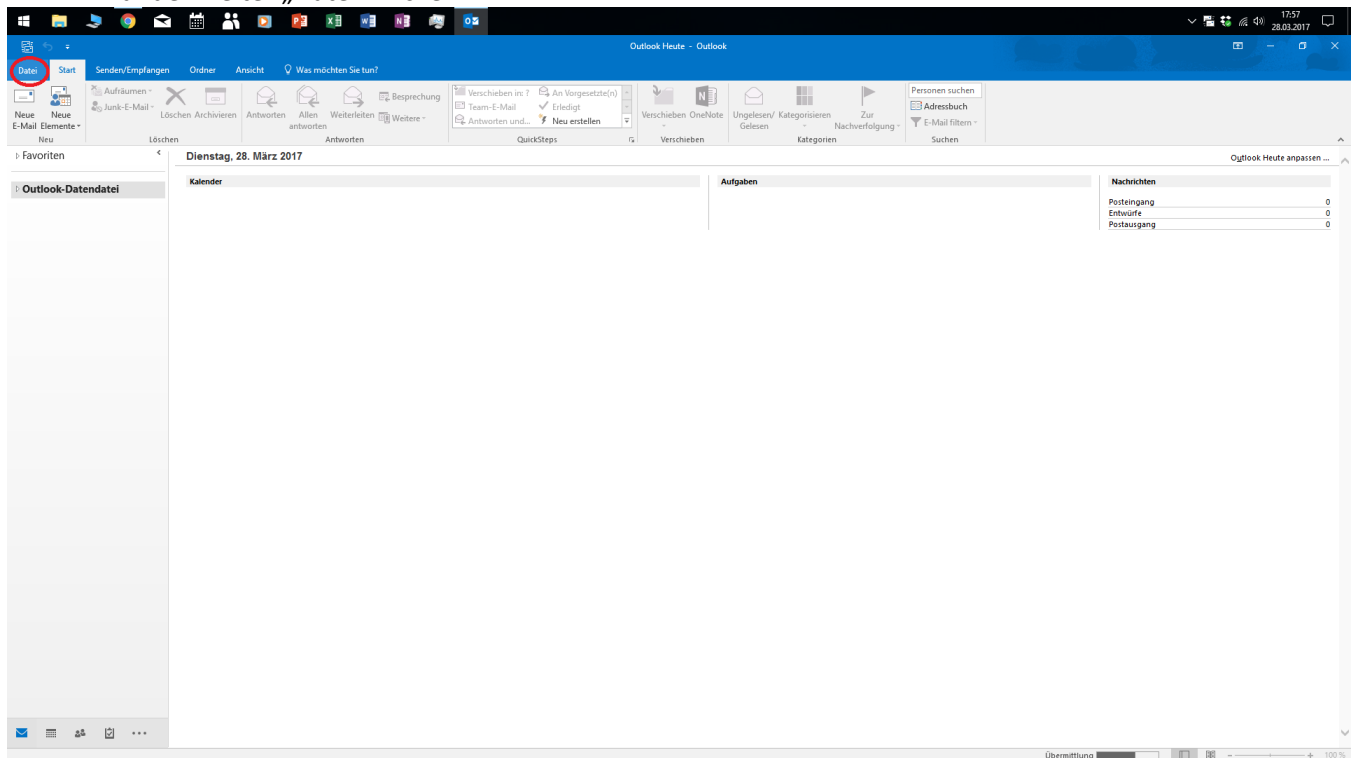 17:57
28.03.2017
Outlook Heute - Outlook
Datei Start Senden/Empfangen Ordner Ansicht Was möchten Sie tun?
Neue E-Mail
Neue Elemente
Aufräumen
Junk-E-Mail
Löschen
Archivieren
Antworten
Allen antworten
Weiterleiten
Besprechung
Weitere
Verschieben in: ?
Team-E-Mail
Antworten und...
An Vorgesetzte(n)
Erledigt
Neu erstellen
Verschieben
OneNote
Ungelesen/ Gelesen
Kategorisieren
Zur Nachverfolgung
Personen suchen
Adressbuch
E-Mail filtern
Neu Löschen Antworten QuickSteps Verschieben Kategorien Suchen
Favoriten
Outlook-Datendatei
Dienstag, 28. März 2017
Outlook Heute anpassen ...
Kalender
Aufgaben
Nachrichten
Posteingang 0
Entwürfe 0
Postausgang 0
Übermittlung
100 %